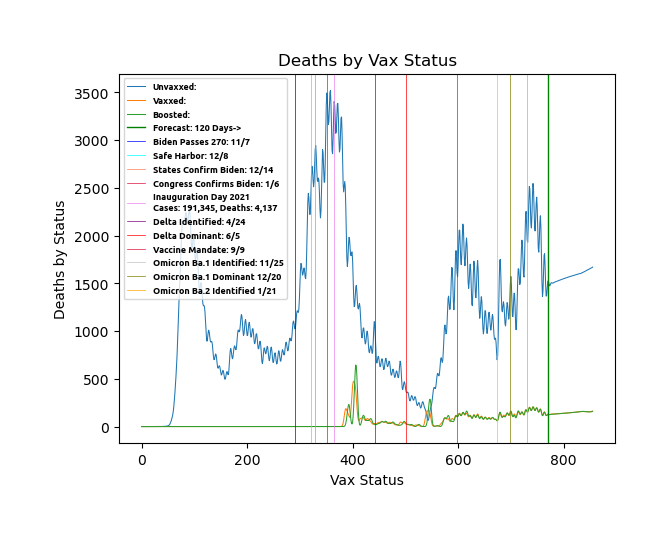 Deaths by Vax Status
3500
3000
2500
2000
1500
1000
500
0
Deaths by Status
Unvaxxed:
Vaxxed:
Boosted:
Forecast: 120 Days->
Biden Passes 270: 11/7
Safe Harbor: 12/8
States Confirm Biden: 12/14
Congress Confirms Biden: 1/6
Inauguration Day 2021
Cases: 191,345, Deaths: 4,137
Delta Identified: 4/24
Delta Dominant: 6/5
Vaccine Mandate: 9/9
Omicron Ba.1 Identified: 11/25
Omicron Ba.1 Dominant 12/20
Omicron Ba.2 Identified 1/21
0 200 400 600 800
Vax Status